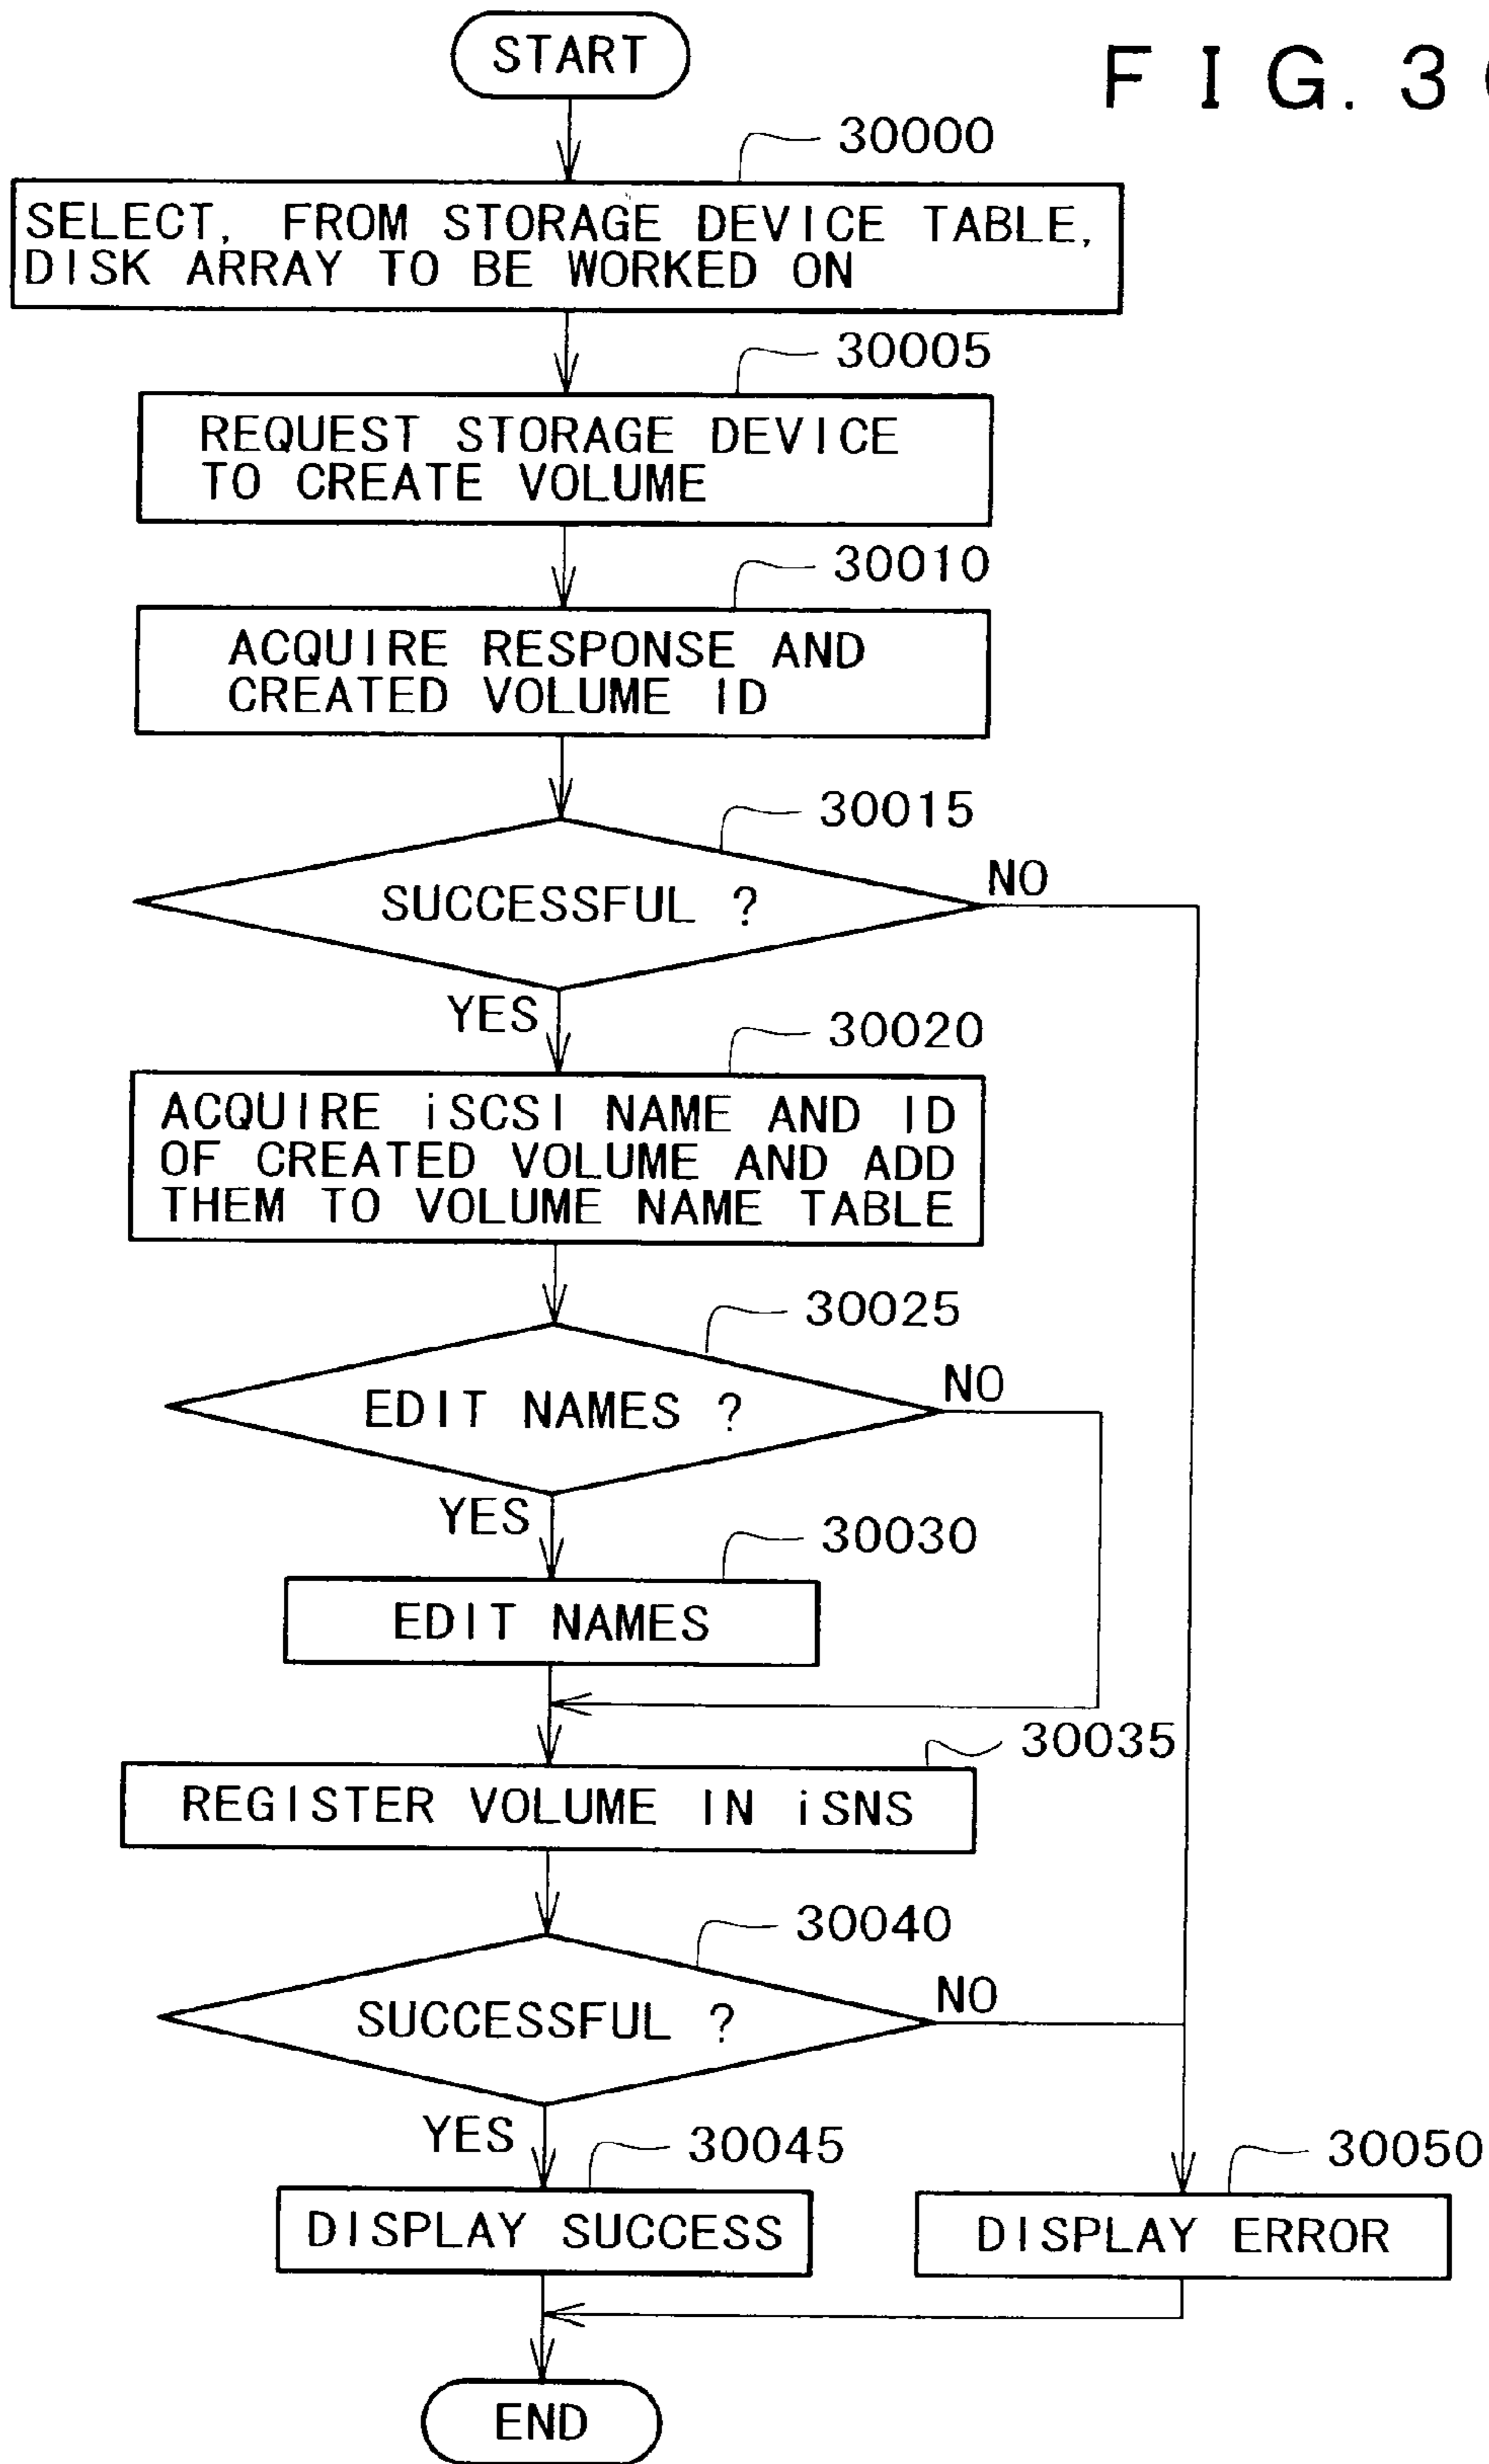 START
FIG. 3
30000
SELECT, FROM STORAGE DEVICE TABLE,
DISK ARRAY TO BE WORKED ON
30005
REQUEST STORAGE DEVICE
TO CREATE VOLUME
30010
ACQUIRE RESPONSE AND
CREATED VOLUME ID
30015
SUCCESSFUL ?
NO
YES
30020
ACQUIRE iSCSI NAME AND ID
OF CREATED VOLUME AND ADD
THEM TO VOLUME NAME TABLE
30025
EDIT NAMES ?
NO
YES
30030
EDIT NAMES
30035
REGISTER VOLUME IN iSNS
30040
SUCCESSFUL ?
NO
YES
30045
DISPLAY SUCCESS
30050
DISPLAY ERROR
END